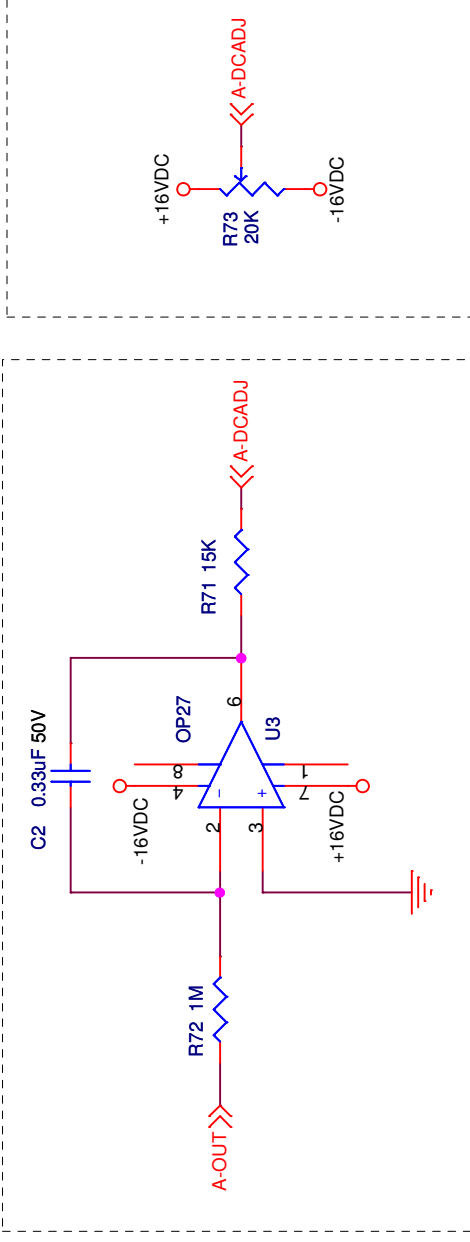 +16VDC
R73
20K
A-DCADJ
-16VDC
C2 0.33uF 50V
-16VDC
OP27
4
8
2
-
6
3
+
7
1
U3
+16VDC
R71 15K
A-DCADJ
R72 1M
A-OUT